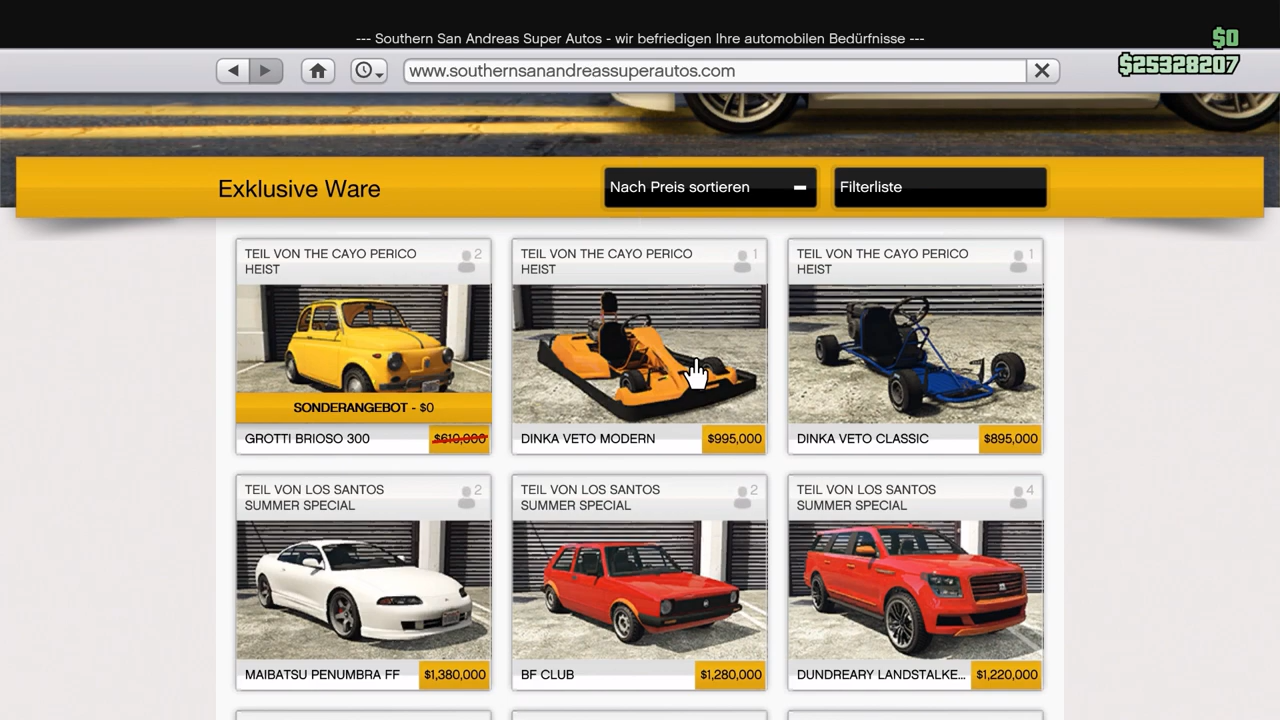 --- Southern San Andreas Super Autos - wir befriedigen Ihre automobilen Bedürfnisse ---
$0
$25328207
www.southernsanandreassuperautos.com
Exklusive Ware
Nach Preis sortieren
Filterliste
TEIL VON THE CAYO PERICO
HEIST
2
SONDERANGEBOT - $0
GROTTI BRIOSO 300
$610,000
TEIL VON THE CAYO PERICO
HEIST
1
DINKA VETO MODERN
$995,000
TEIL VON THE CAYO PERICO
HEIST
1
DINKA VETO CLASSIC
$895,000
TEIL VON LOS SANTOS
SUMMER SPECIAL
2
MAIBATSU PENUMBRA FF
$1,380,000
TEIL VON LOS SANTOS
SUMMER SPECIAL
2
BF CLUB
$1,280,000
TEIL VON LOS SANTOS
SUMMER SPECIAL
4
DUNDREARY LANDSTALKE...
$1,220,000